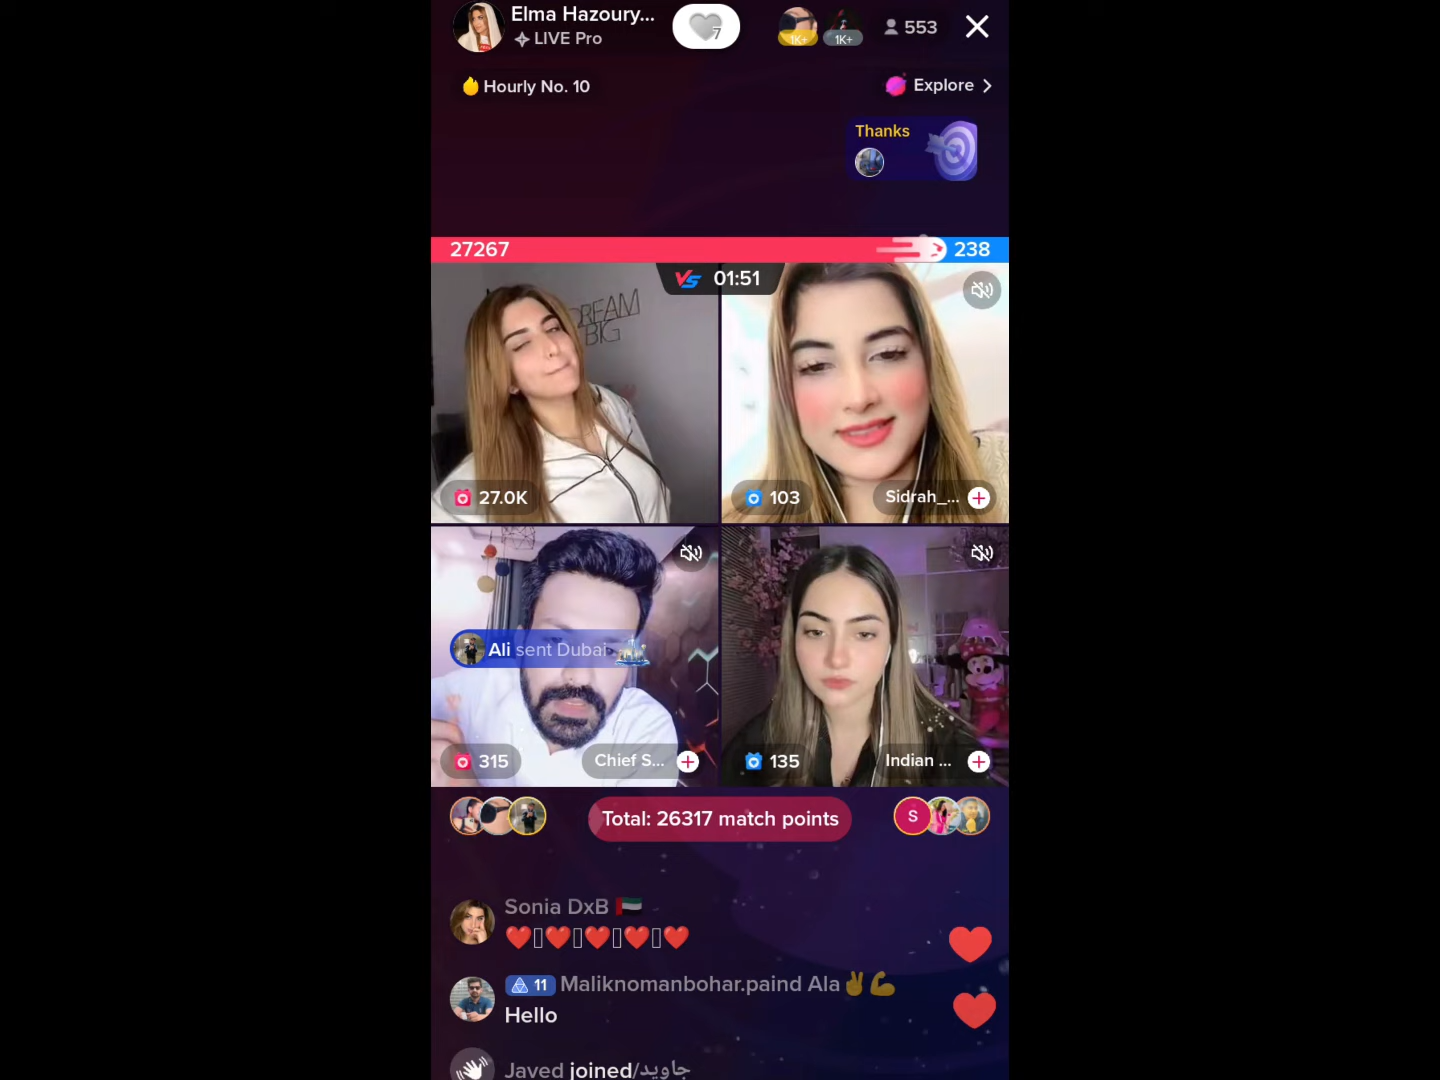 Elma Hazoury...
LIVE Pro
7
1K+
1K+
553
Hourly No. 10
Explore
Thanks
27267
238
VS 01:51
DREAM
BIG
27.0K
103
Sidrah_...
Ali sent Dubai
315
Chief S...
135
Indian ...
Total: 26317 match points
S
Sonia DxB 🇦🇪
❤️▯❤️▯❤️▯❤️▯❤️
11 Maliknomanbohar.paind Ala✌️💪
Hello
Javed joined/جاويد